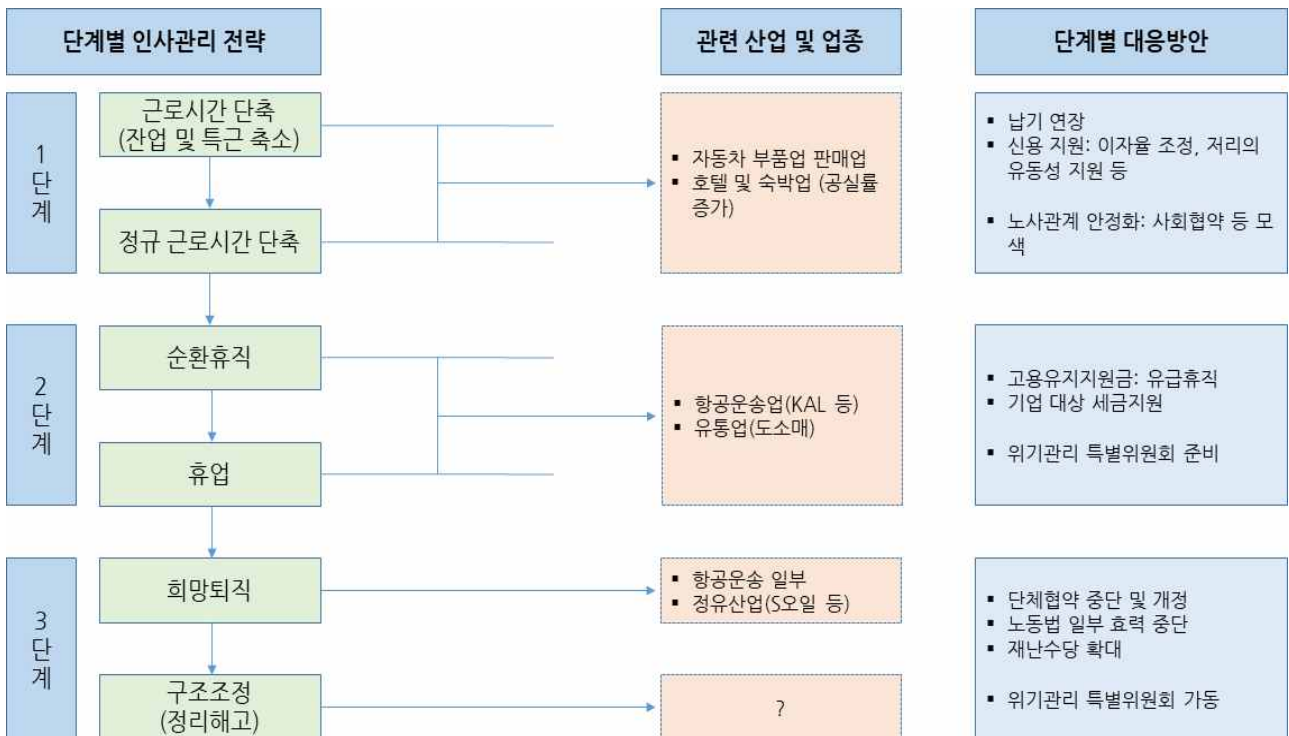 단계별 인사관리 전략
관련 산업 및 업종
단계별 대응방안
1
단
계
근로시간 단축
(잔업 및 특근 축소)
정규 근로시간 단축
▪ 자동차 부품업 판매업
▪ 호텔 및 숙박업 (공실률
증가)
▪ 납기 연장
▪ 신용 지원: 이자율 조정, 저리의
유동성 지원 등
▪ 노사관계 안정화: 사회협약 등 모
색
2
단
계
순환휴직
휴업
▪ 항공운송업(KAL 등)
▪ 유통업(도소매)
▪ 고용유지지원금: 유급휴직
▪ 기업 대상 세금지원
▪ 위기관리 특별위원회 준비
3
단
계
희망퇴직
구조조정
(정리해고)
▪ 항공운송 일부
▪ 정유산업(S오일 등)
?
▪ 단체협약 중단 및 개정
▪ 노동법 일부 효력 중단
▪ 재난수당 확대
▪ 위기관리 특별위원회 가동